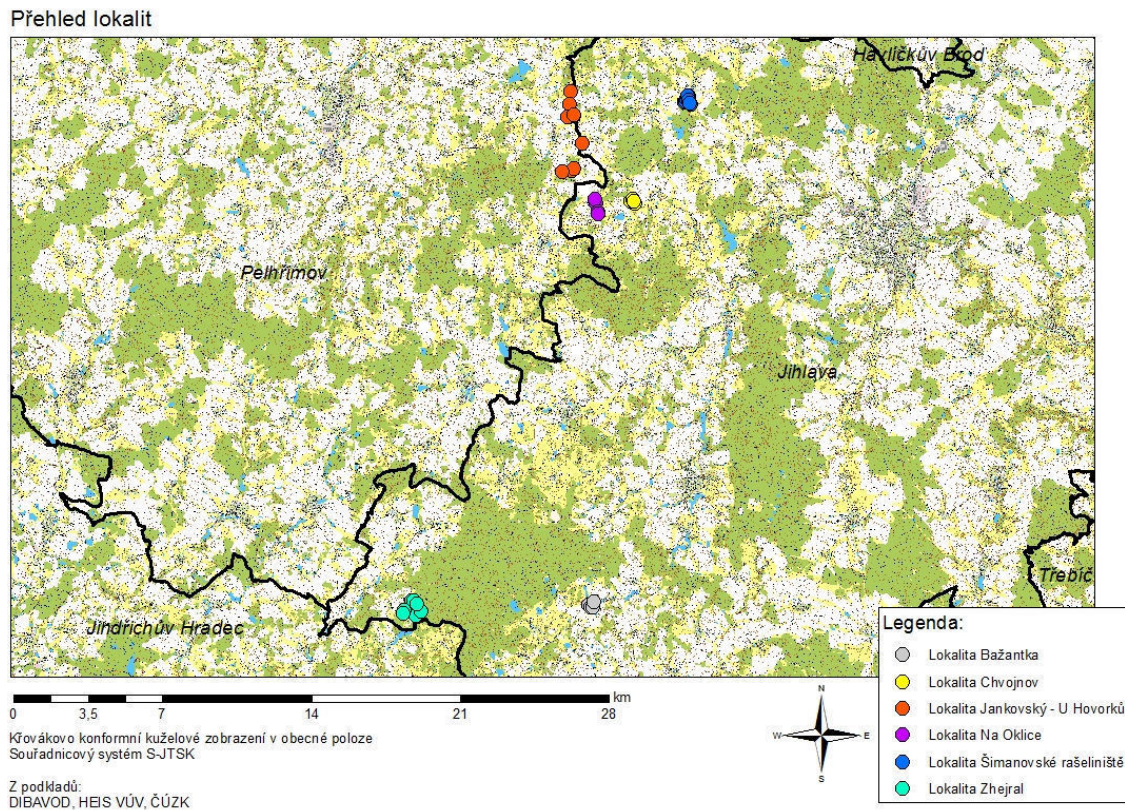 Přehled lokalit
Havlíčkův Brod
Pelhřimov
Jihlava
Třebíč
Jindřichův Hradec
Legenda:
Lokalita Bažantka
Lokalita Chvojnov
Lokalita Jankovský - U Hovorků
Lokalita Na Oklice
Lokalita Šimanovské rašeliniště
Lokalita Zhejral
km
0 3,5 7 14 21 28
N
W E
S
Křovákovo konformní kuželové zobrazení v obecné poloze
Souřadnicový systém S-JTSK
Z podkladů:
DIBAVOD, HEIS VÚV, ČÚZK